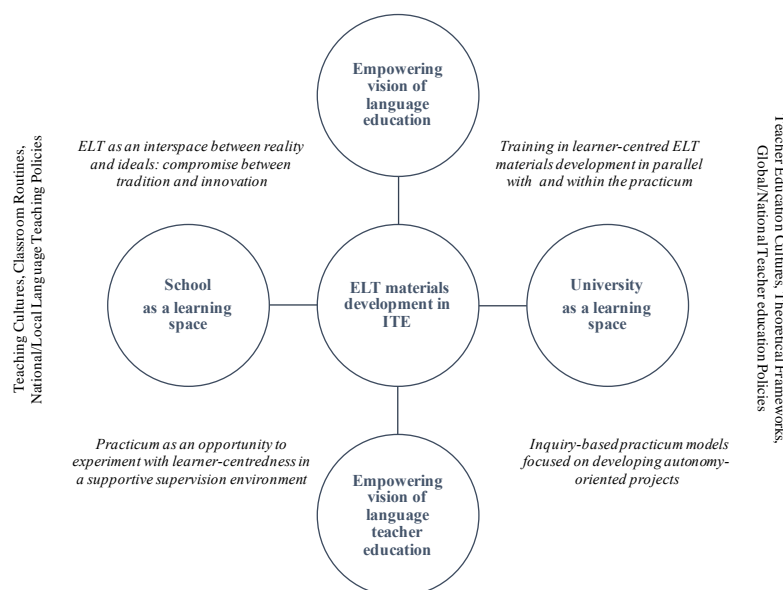 Empowering
vision of
language
education
ELT as an interspace between reality
and ideals: compromise between
tradition and innovation
Training in learner-centred ELT
materials development in parallel
with and within the practicum
Teaching Cultures, Classroom Routines,
National/Local Language Teaching Policies
School
as a learning
space
ELT materials
development in
ITE
University
as a learning
space
Teacher Education Cultures, Theoretical Frameworks,
Global/National Teacher education Policies
Practicum as an opportunity to
experiment with learner-centredness in
a supportive supervision environment
Empowering
vision of
language
teacher
education
Inquiry-based practicum models
focused on developing autonomy-
oriented projects